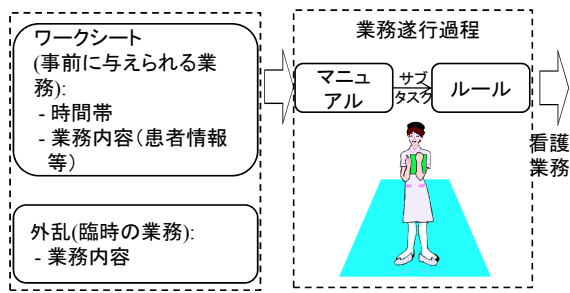 ワークシート
(事前に与えられる業
務):
- 時間帯
- 業務内容(患者情報
等)
外乱(臨時の業務):
- 業務内容
業務遂行過程
マニュ
アル
サブ
タスク
ルール
看護
業務